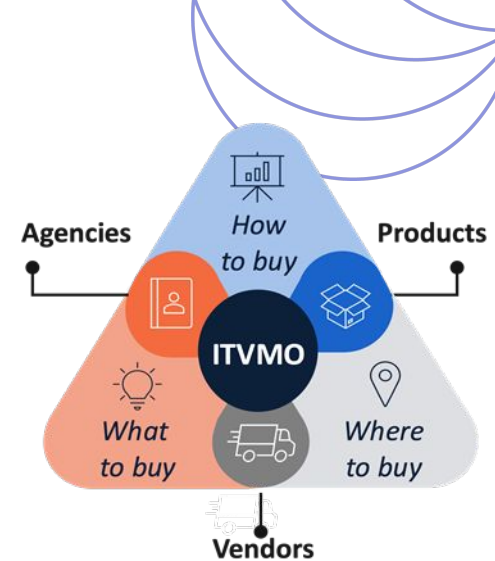 How
to buy
Agencies
Products
ITVMO
What
to buy
Where
to buy
Vendors